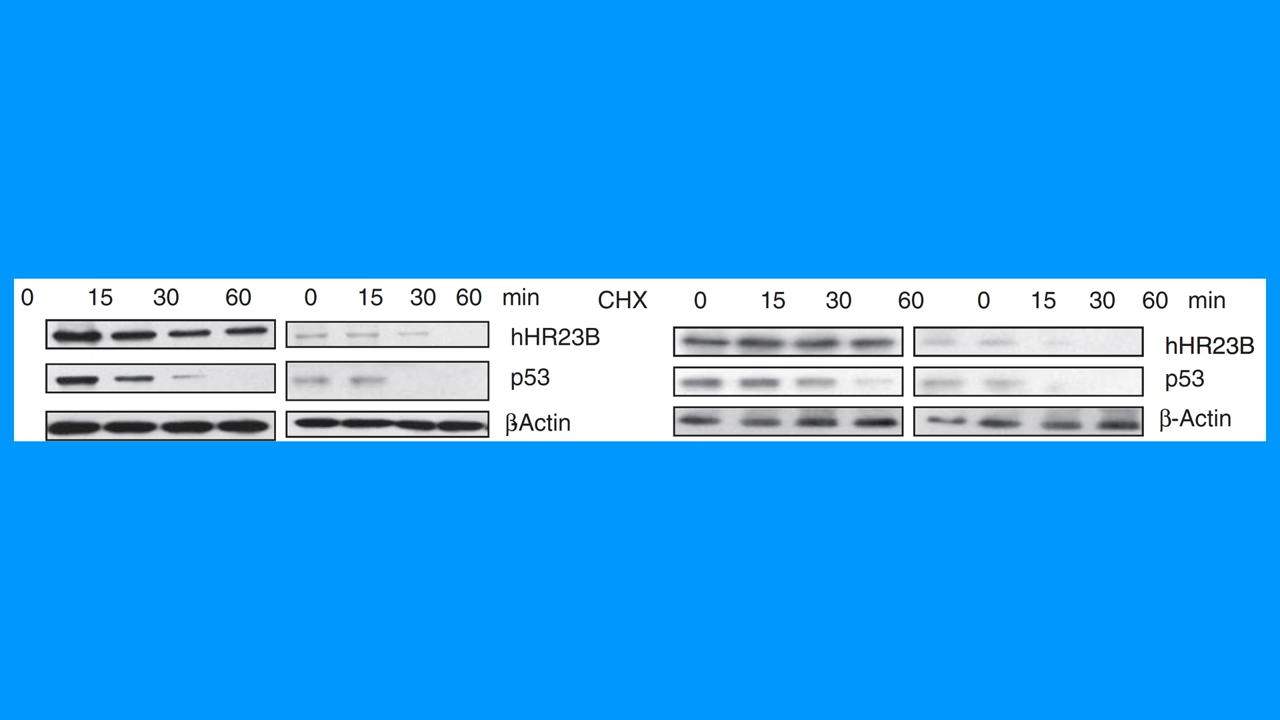 0 15 30 60 0 15 30 60 min CHX 0 15 30 60 0 15 30 60 min
hHR23B hHR23B
p53 p53
βActin β-Actin